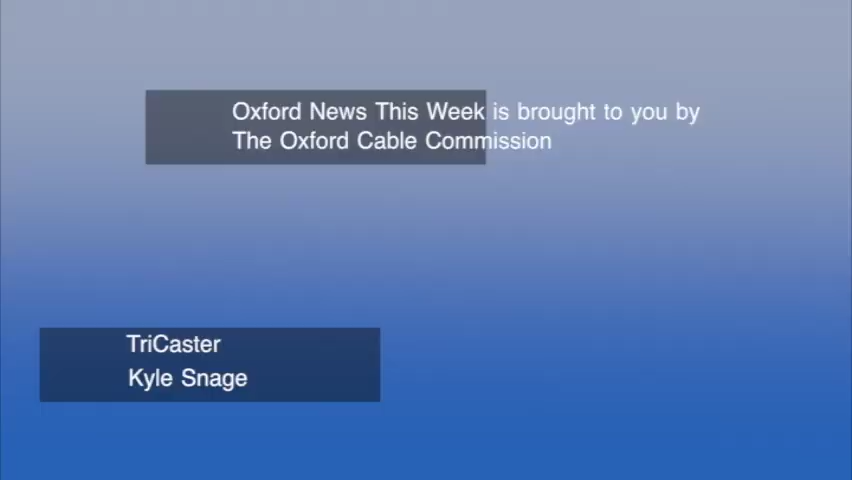 Oxford News This Week is brought to you by
The Oxford Cable Commission
TriCaster
Kyle Snage